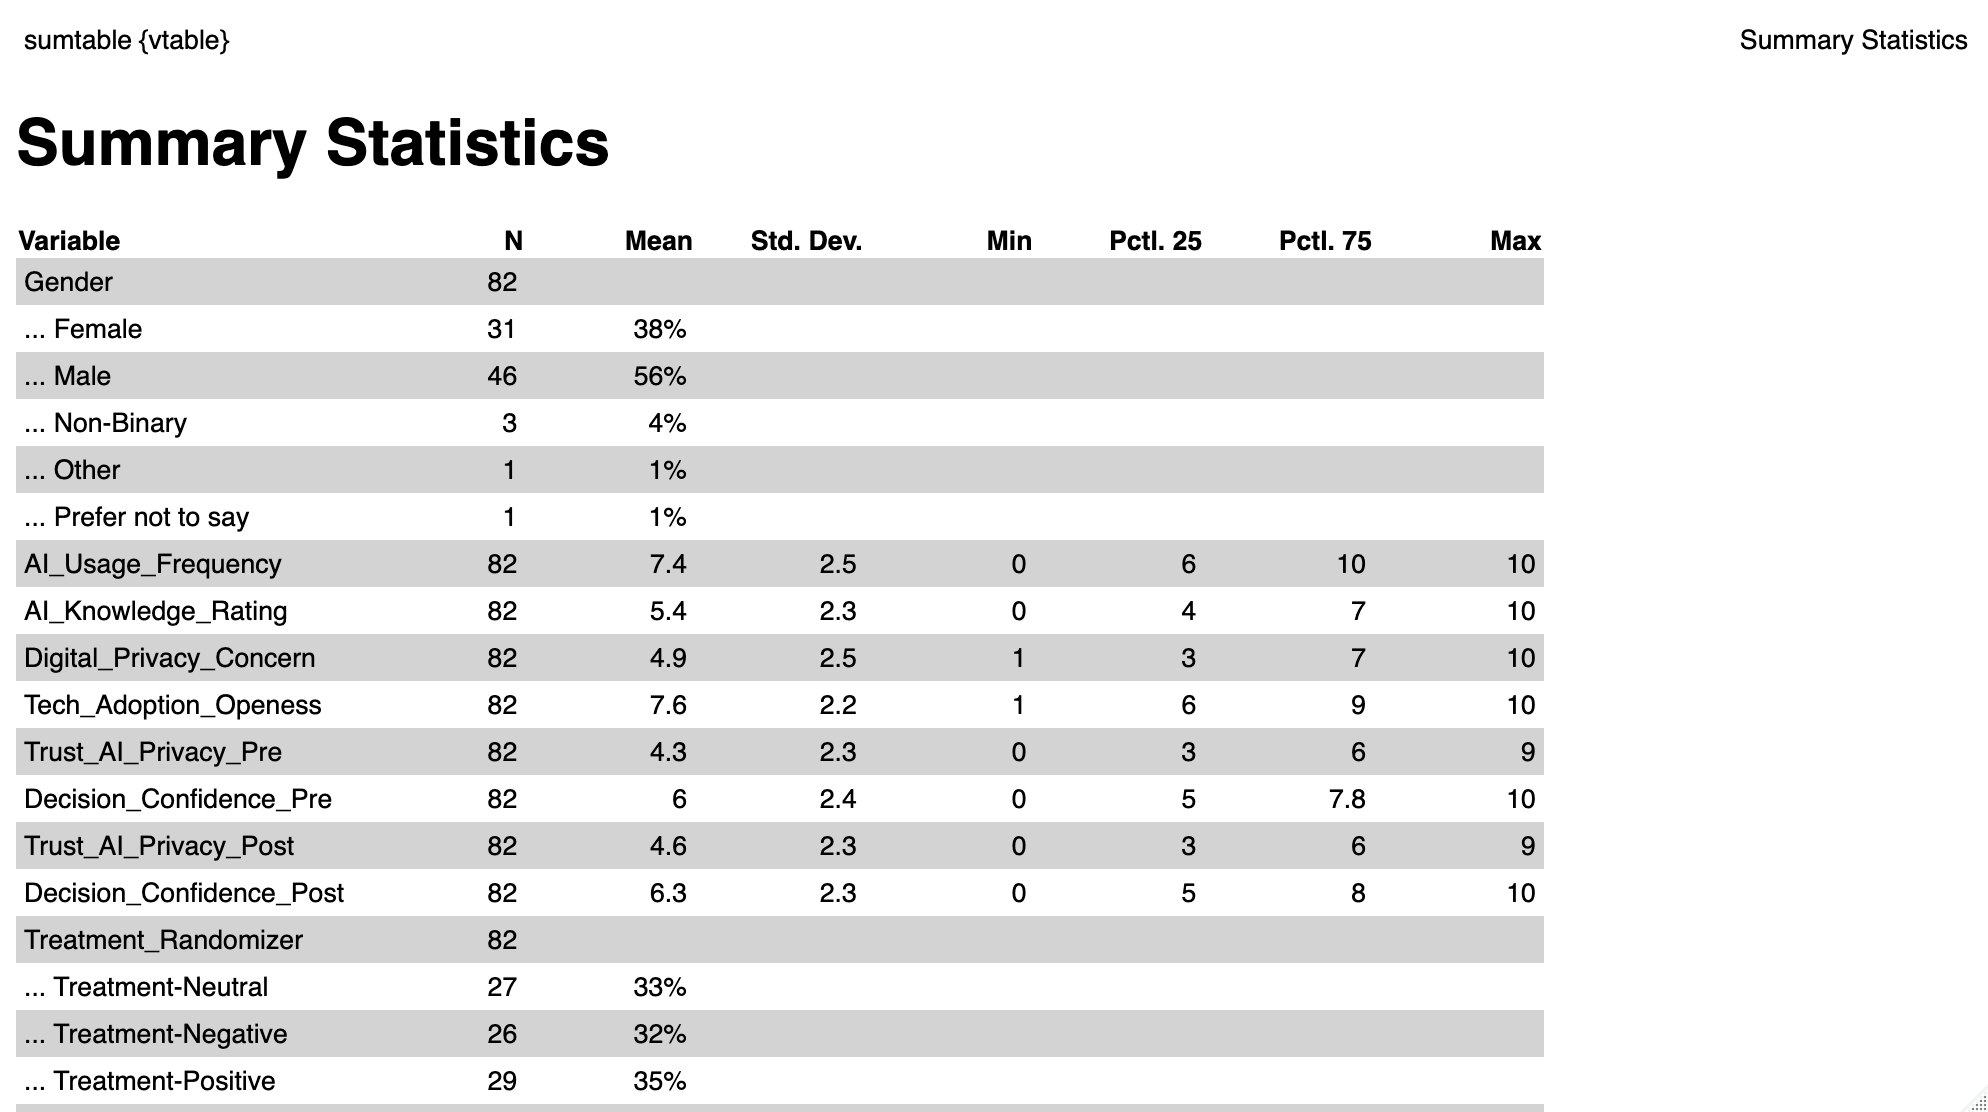 sumtable {vtable} Summary Statistics
Summary Statistics
Variable N Mean Std. Dev. Min Pctl. 25 Pctl. 75 Max
Gender 82
... Female 31 38%
... Male 46 56%
... Non-Binary 3 4%
... Other 1 1%
... Prefer not to say 1 1%
AI_Usage_Frequency 82 7.4 2.5 0 6 10 10
AI_Knowledge_Rating 82 5.4 2.3 0 4 7 10
Digital_Privacy_Concern 82 4.9 2.5 1 3 7 10
Tech_Adoption_Openess 82 7.6 2.2 1 6 9 10
Trust_AI_Privacy_Pre 82 4.3 2.3 0 3 6 9
Decision_Confidence_Pre 82 6 2.4 0 5 7.8 10
Trust_AI_Privacy_Post 82 4.6 2.3 0 3 6 9
Decision_Confidence_Post 82 6.3 2.3 0 5 8 10
Treatment_Randomizer 82
... Treatment-Neutral 27 33%
... Treatment-Negative 26 32%
... Treatment-Positive 29 35%